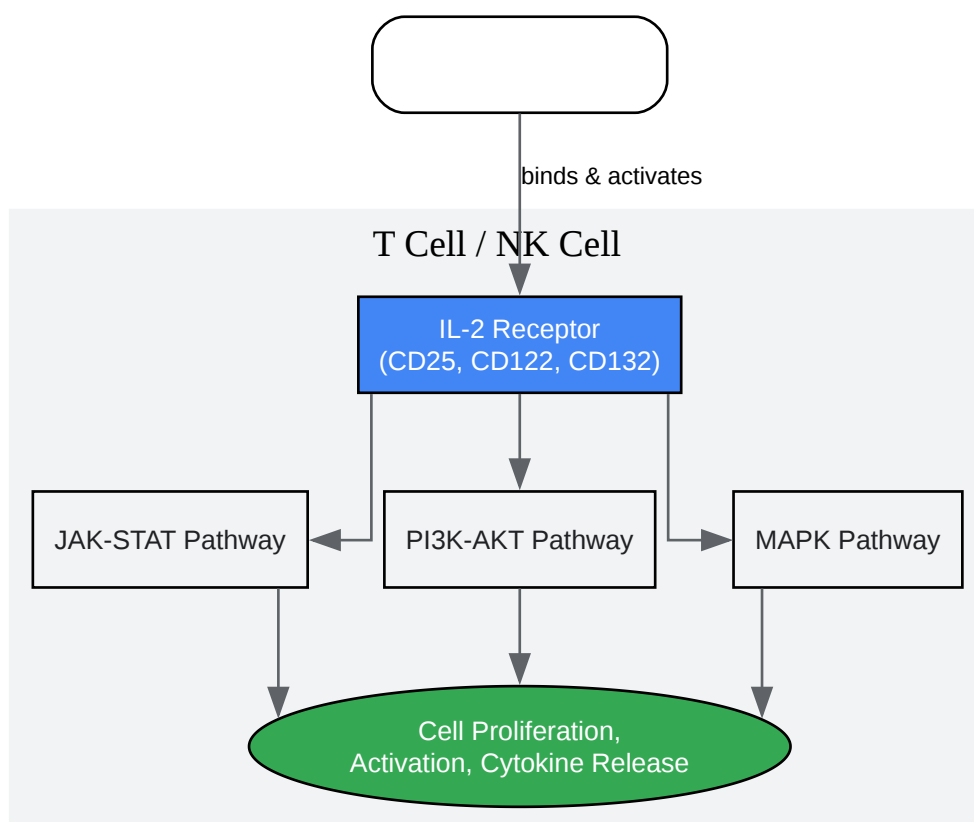 binds & activates
T Cell / NK Cell
IL-2 Receptor
(CD25, CD122, CD132)
JAK-STAT Pathway
PI3K-AKT Pathway
MAPK Pathway
Cell Proliferation,
Activation, Cytokine Release